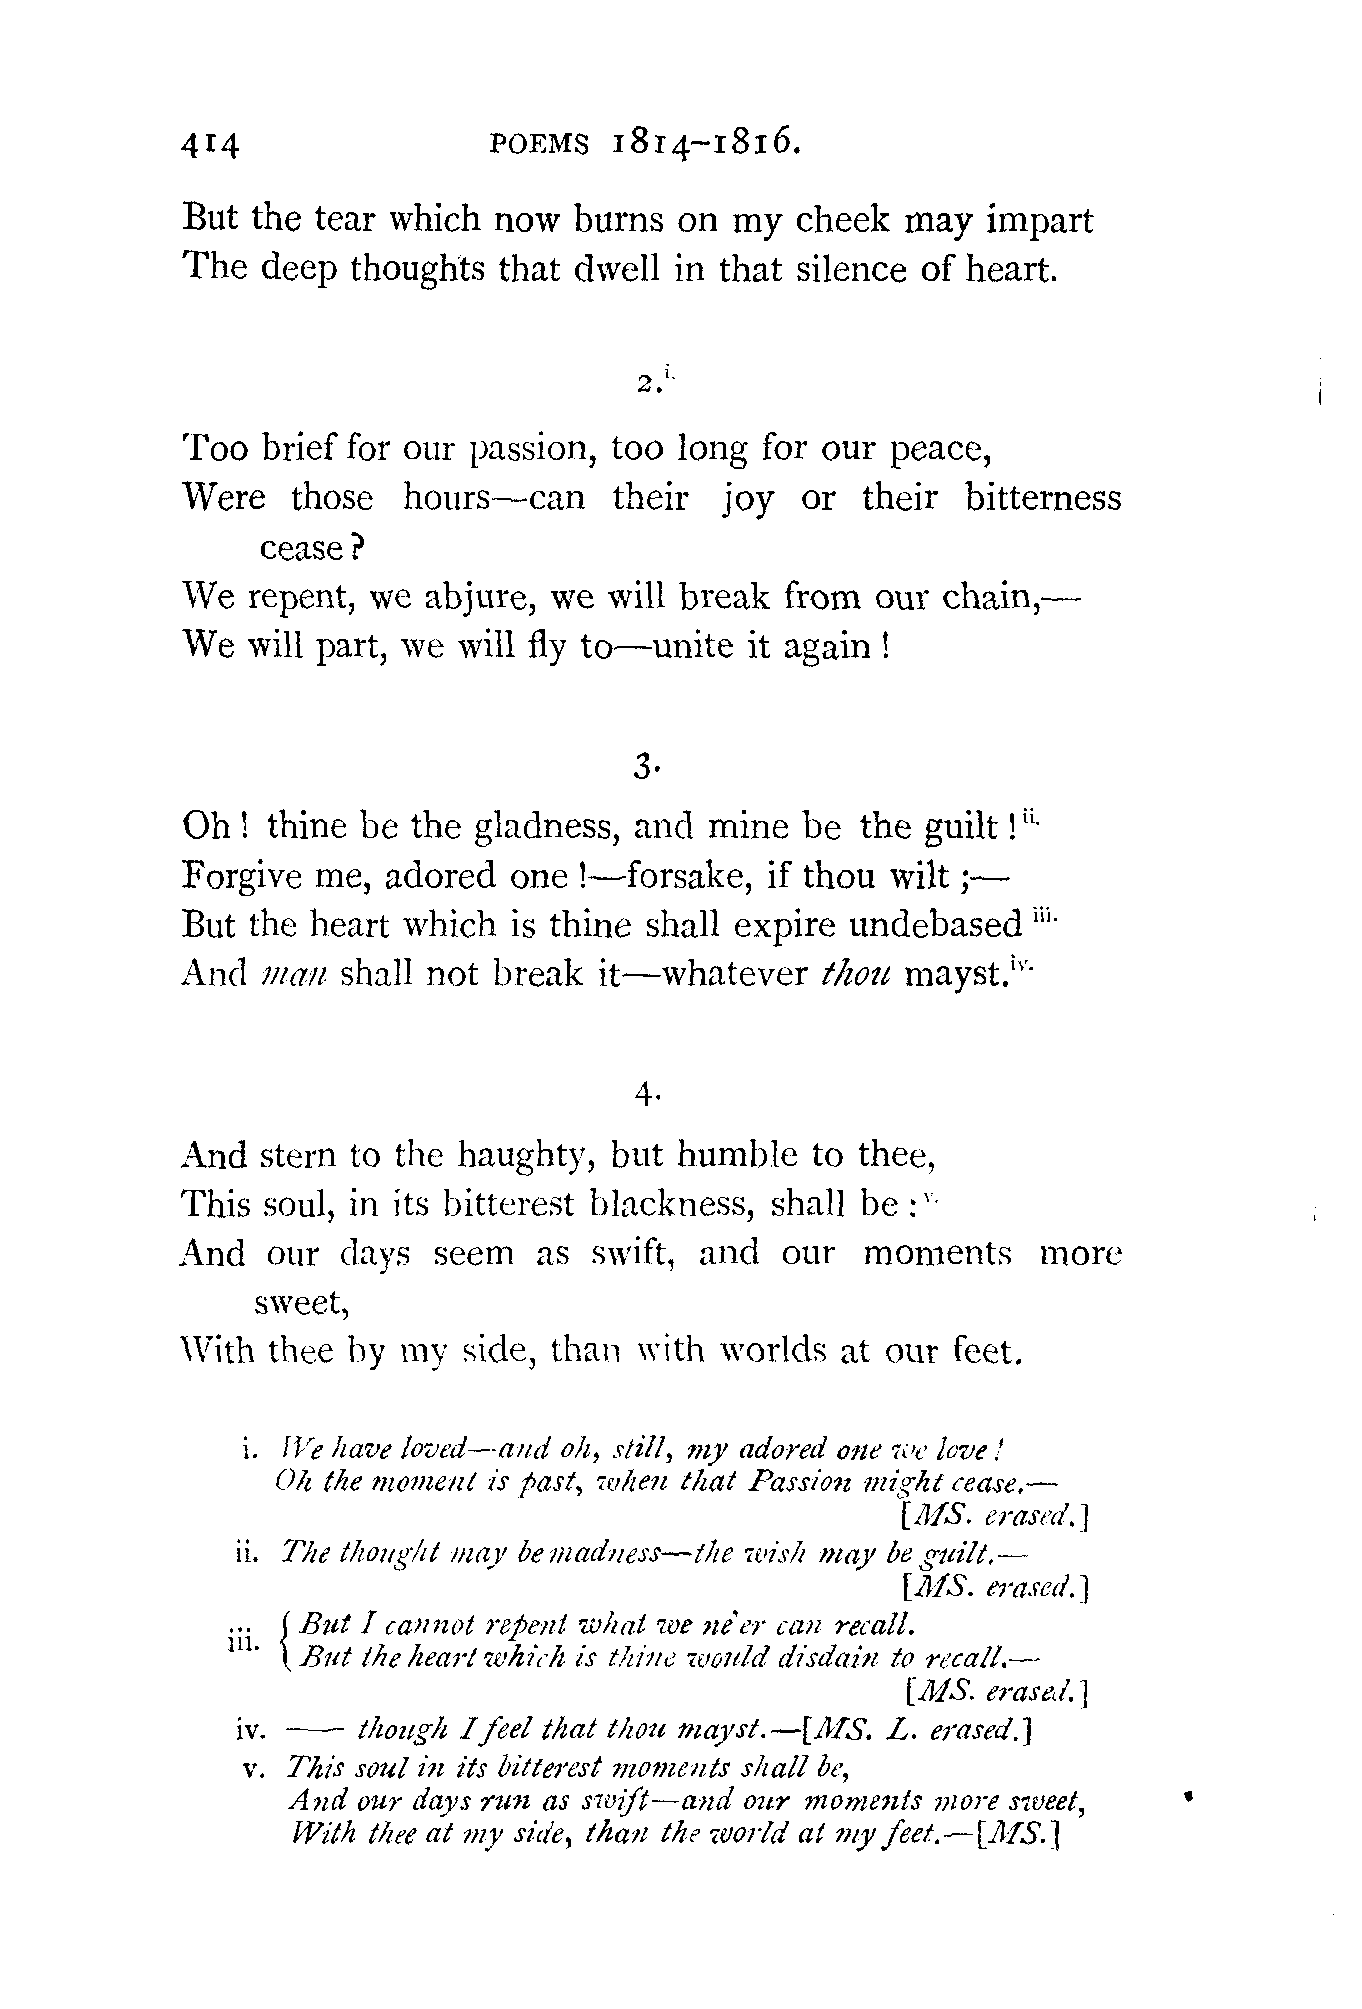 414 POEMS 1814–1816.
But the tear which now burns on my cheek may impart
The deep thoughts that dwell in that silence of heart.
2.i.
Too brief for our passion, too long for our peace,
Were those hours—can their joy or their bitterness
cease?
We repent, we abjure, we will break from our chain,—
We will part, we will fly to—unite it again!
3.
Oh! thine be the gladness, and mine be the guilt!ii.
Forgive me, adored one!—forsake, if thou wilt;—
But the heart which is thine shall expire undebased iii.
And man shall not break it—whatever thou mayst.iv.
4.
And stern to the haughty, but humble to thee,
This soul, in its bitterest blackness, shall be:v.
And our days seem as swift, and our moments more
sweet,
With thee by my side, than with worlds at our feet.
i. We have loved—and oh, still, my adored one we love!
Oh the moment is past, when that Passion might cease.—
[MS. erased.]
ii. The thought may be madness—the wish may be guilt.—
[MS. erased.]
iii. { But I cannot repent what we ne'er can recall.
But the heart which is thine would disdain to recall.—
[MS. erased.]
iv. —— though I feel that thou mayst.—[MS. L. erased.]
v. This soul in its bitterest moments shall be,
And our days run as swift—and our moments more sweet,
With thee at my side, than the world at my feet.—[MS.]